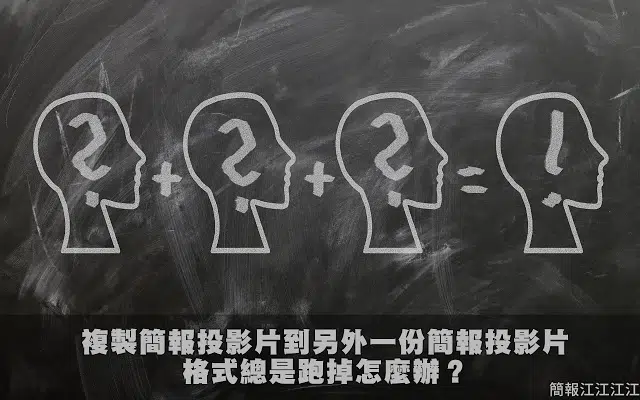 ? + ? + ? = !
複製簡報投影片到另外一份簡報投影片
格式總是跑掉怎麼辦？
簡報江江江江